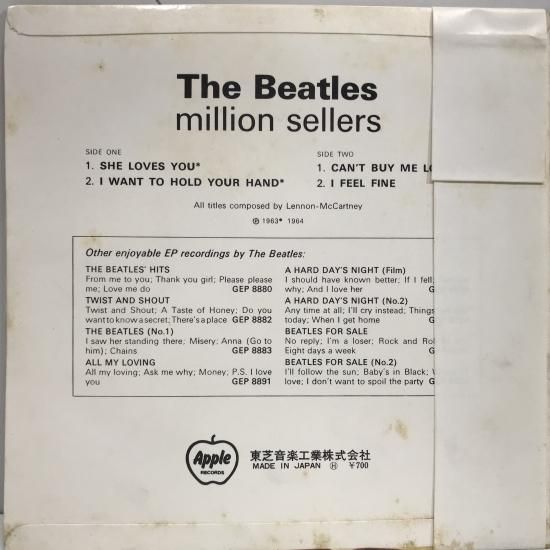 The Beatles
million sellers
SIDE ONE
1. SHE LOVES YOU*
2. I WANT TO HOLD YOUR HAND*
SIDE TWO
1. CAN'T BUY ME
2. I FEEL FINE
All titles composed by Lennon-McCartney
℗ 1963* 1964
Other enjoyable EP recordings by The Beatles:
THE BEATLES' HITS
From me to you; Thank you girl; Please please
me; Love me do GEP 8880
TWIST AND SHOUT
Twist and Shout; A Taste of Honey; Do you
want to know a secret; There's a place GEP 8882
THE BEATLES (No.1)
I saw her standing there; Misery; Anna (Go to
him); Chains GEP 8883
ALL MY LOVING
All my loving; Ask me why; Money; P.S. I love
you GEP 8891
A HARD DAY'S NIGHT (Film)
I should have known better; If I fell;
why; And I love her G
A HARD DAY'S NIGHT (No.2)
Any time at all; I'll cry instead; Things
today; When I get home G
BEATLES FOR SALE
No reply; I'm a loser; Rock and Rol
Eight days a week G
BEATLES FOR SALE (No.2)
I'll follow the sun; Baby's in Black;
love; I don't want to spoil the party G
Apple
RECORDS
東芝音楽工業株式会社
MADE IN JAPAN Ⓗ ¥700